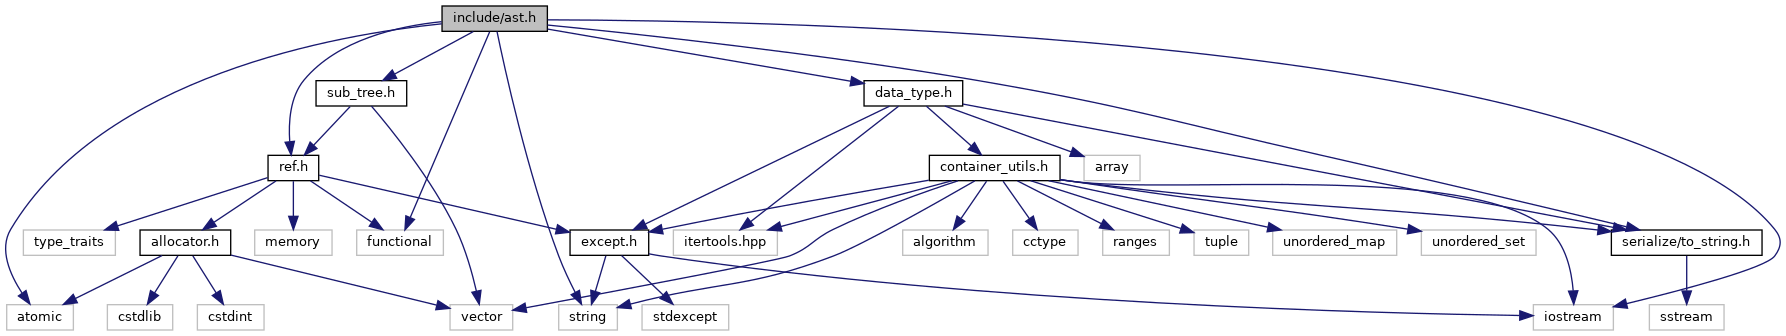 include/ast.h
sub_tree.h
data_type.h
ref.h
container_utils.h
array
type_traits
allocator.h
memory
functional
except.h
itertools.hpp
algorithm
cctype
ranges
tuple
unordered_map
unordered_set
serialize/to_string.h
atomic
cstdlib
cstdint
vector
string
stdexcept
iostream
sstream